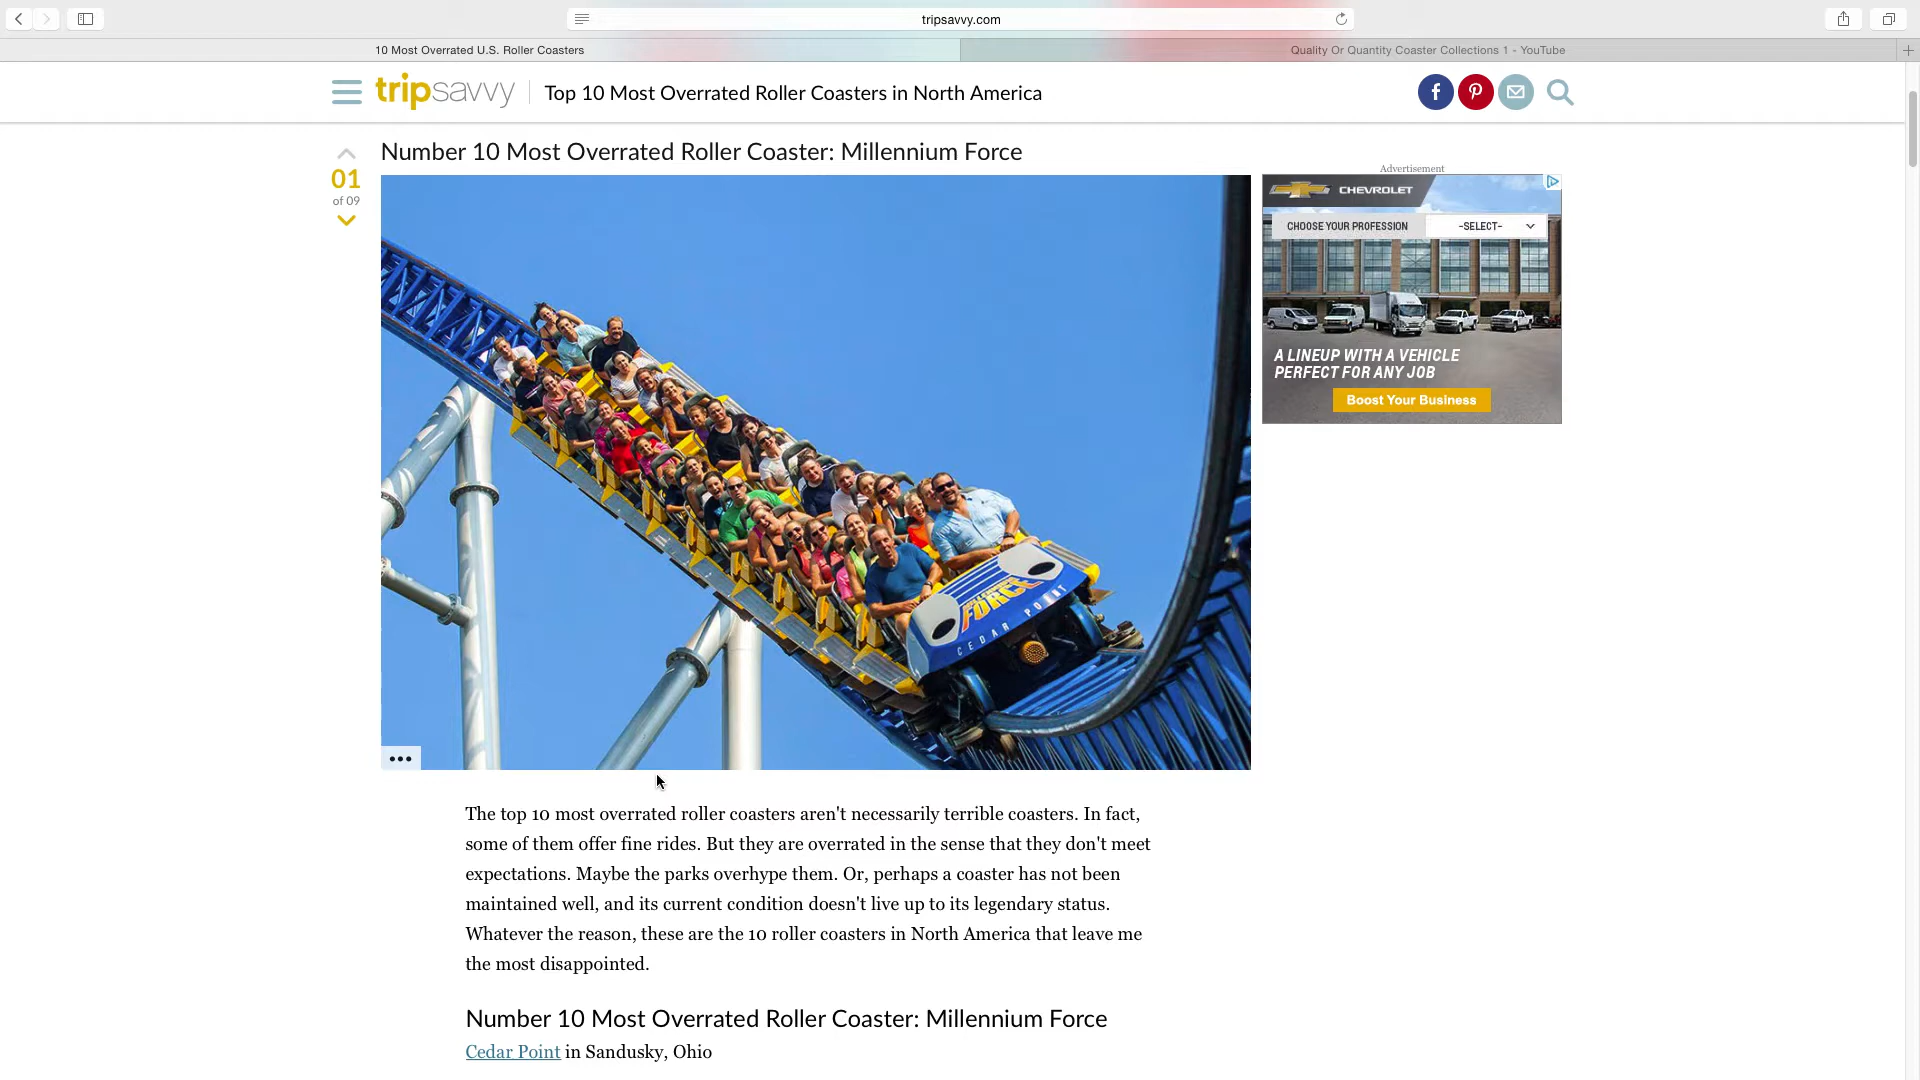 tripsavvy.com
10 Most Overrated U.S. Roller Coasters
Quality Or Quantity Coaster Collections 1 - YouTube
tripsavvy
Top 10 Most Overrated Roller Coasters in North America
01
of 09
Number 10 Most Overrated Roller Coaster: Millennium Force
Advertisement
CHEVROLET
CHOOSE YOUR PROFESSION
-SELECT-
A LINEUP WITH A VEHICLE
PERFECT FOR ANY JOB
Boost Your Business
FORCE
CEDAR POINT
The top 10 most overrated roller coasters aren't necessarily terrible coasters. In fact,
some of them offer fine rides. But they are overrated in the sense that they don't meet
expectations. Maybe the parks overhype them. Or, perhaps a coaster has not been
maintained well, and its current condition doesn't live up to its legendary status.
Whatever the reason, these are the 10 roller coasters in North America that leave me
the most disappointed.
Number 10 Most Overrated Roller Coaster: Millennium Force
Cedar Point in Sandusky, Ohio